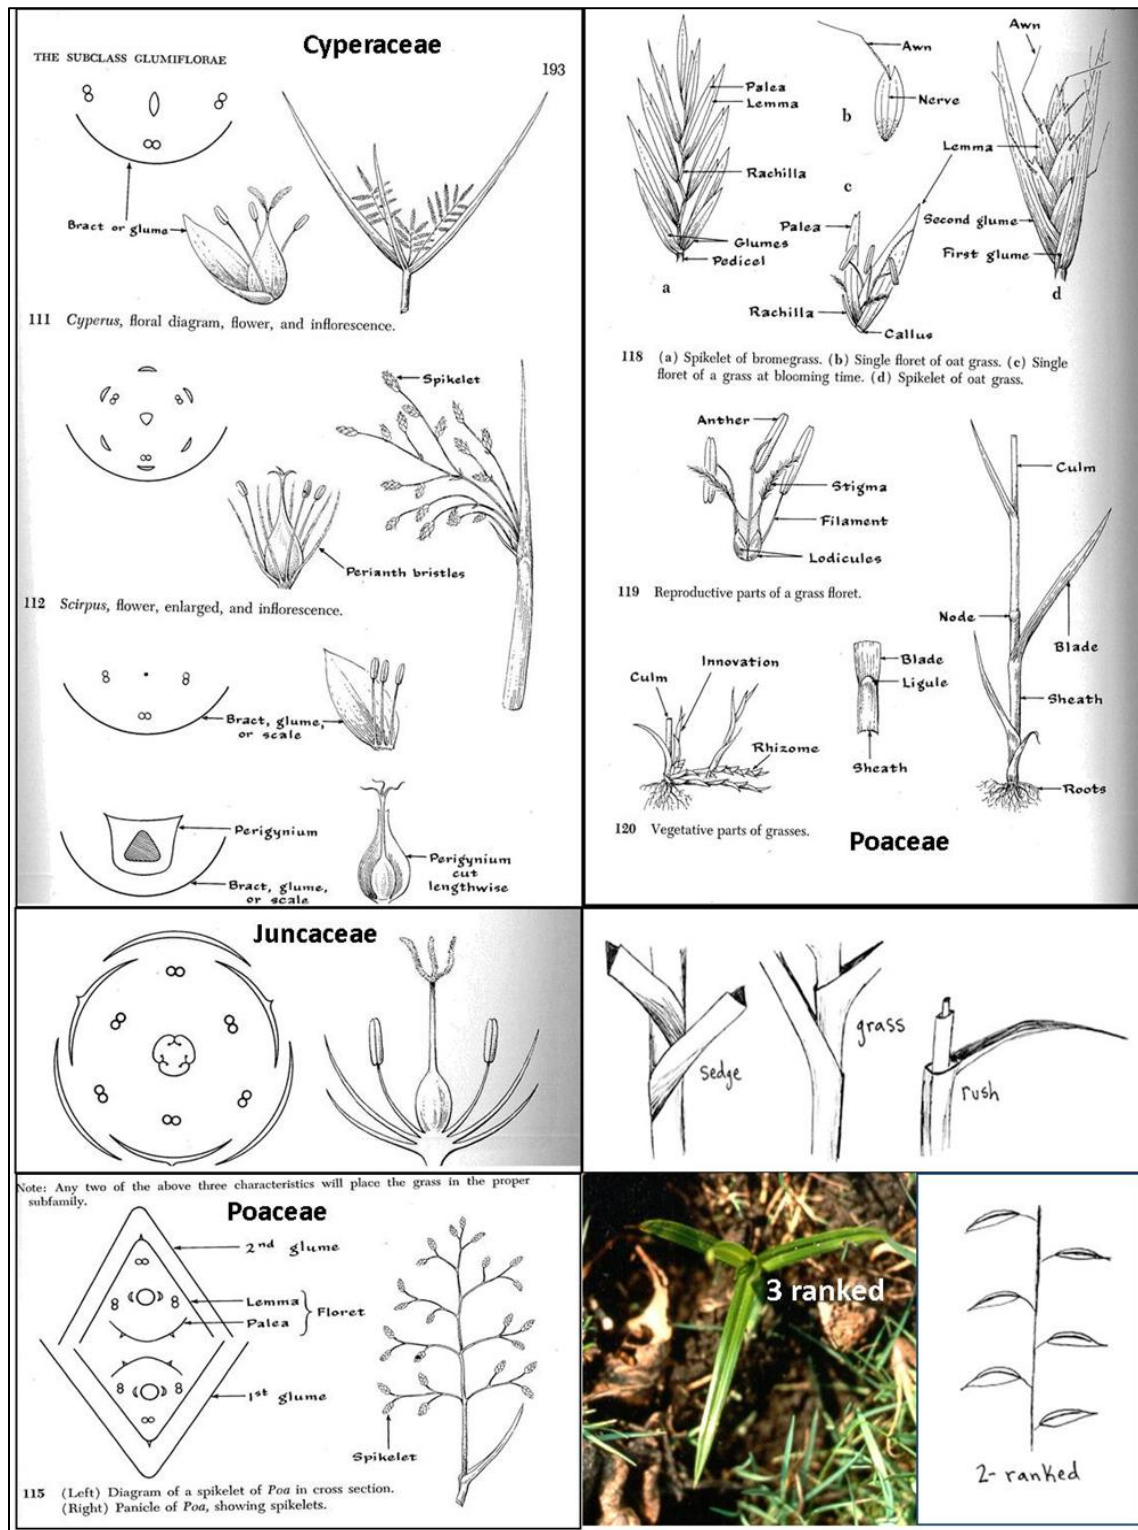 Cyperaceae
THE SUBCLASS GLUMIFLORAE
193
Bract or glume
111 Cyperus, floral diagram, flower, and inflorescence.
Spikelet
Perianth bristles
112 Scirpus, flower, enlarged, and inflorescence.
Bract, glume,
or scale
Perigynium
Bract, glume,
or scale
Perigynium
cut
lengthwise
Awn
Awn
Palea
Lemma
Nerve
b
Lemma
Rachilla
c
Palea
Second glume
Glumes
Pedicel
First glume
a
d
Rachilla
Callus
118 (a) Spikelet of bromegrass. (b) Single floret of oat grass. (c) Single
floret of a grass at blooming time. (d) Spikelet of oat grass.
Anther
Stigma
Filament
Lodicules
119 Reproductive parts of a grass floret.
Culm
Node
Blade
Sheath
Roots
Culm
Innovation
Rhizome
Blade
Ligule
Sheath
120 Vegetative parts of grasses.
Poaceae
Juncaceae
sedge
grass
rush
Note: Any two of the above three characteristics will place the grass in the proper
subfamily.
Poaceae
2nd glume
Lemma
Palea
Floret
1st glume
Spikelet
115 (Left) Diagram of a spikelet of Poa in cross section.
(Right) Panicle of Poa, showing spikelets.
3 ranked
2-ranked